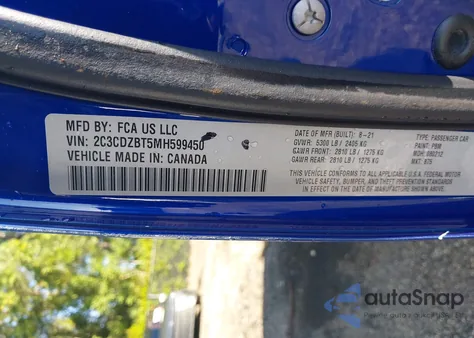 MFD BY: FCA US LLC
VIN: 2C3CDZBT5MH599450
VEHICLE MADE IN: CANADA
DATE OF MFR (BUILT): 6-21
TYPE: PASSENGER CAR
GVWR: 5300 LB / 2405 KG
PAINT: PBM
GAWR FRONT: 2810 LB / 1275 KG
GAWR REAR: 2810 LB / 1275 KG
THIS VEHICLE CONFORMS TO ALL APPLICABLE U.S.A. FEDERAL MOTOR
VEHICLE SAFETY, BUMPER, AND THEFT PREVENTION STANDARDS IN EFFECT
ON THE DATE OF MANUFACTURE SHOWN ABOVE.
autoSnap